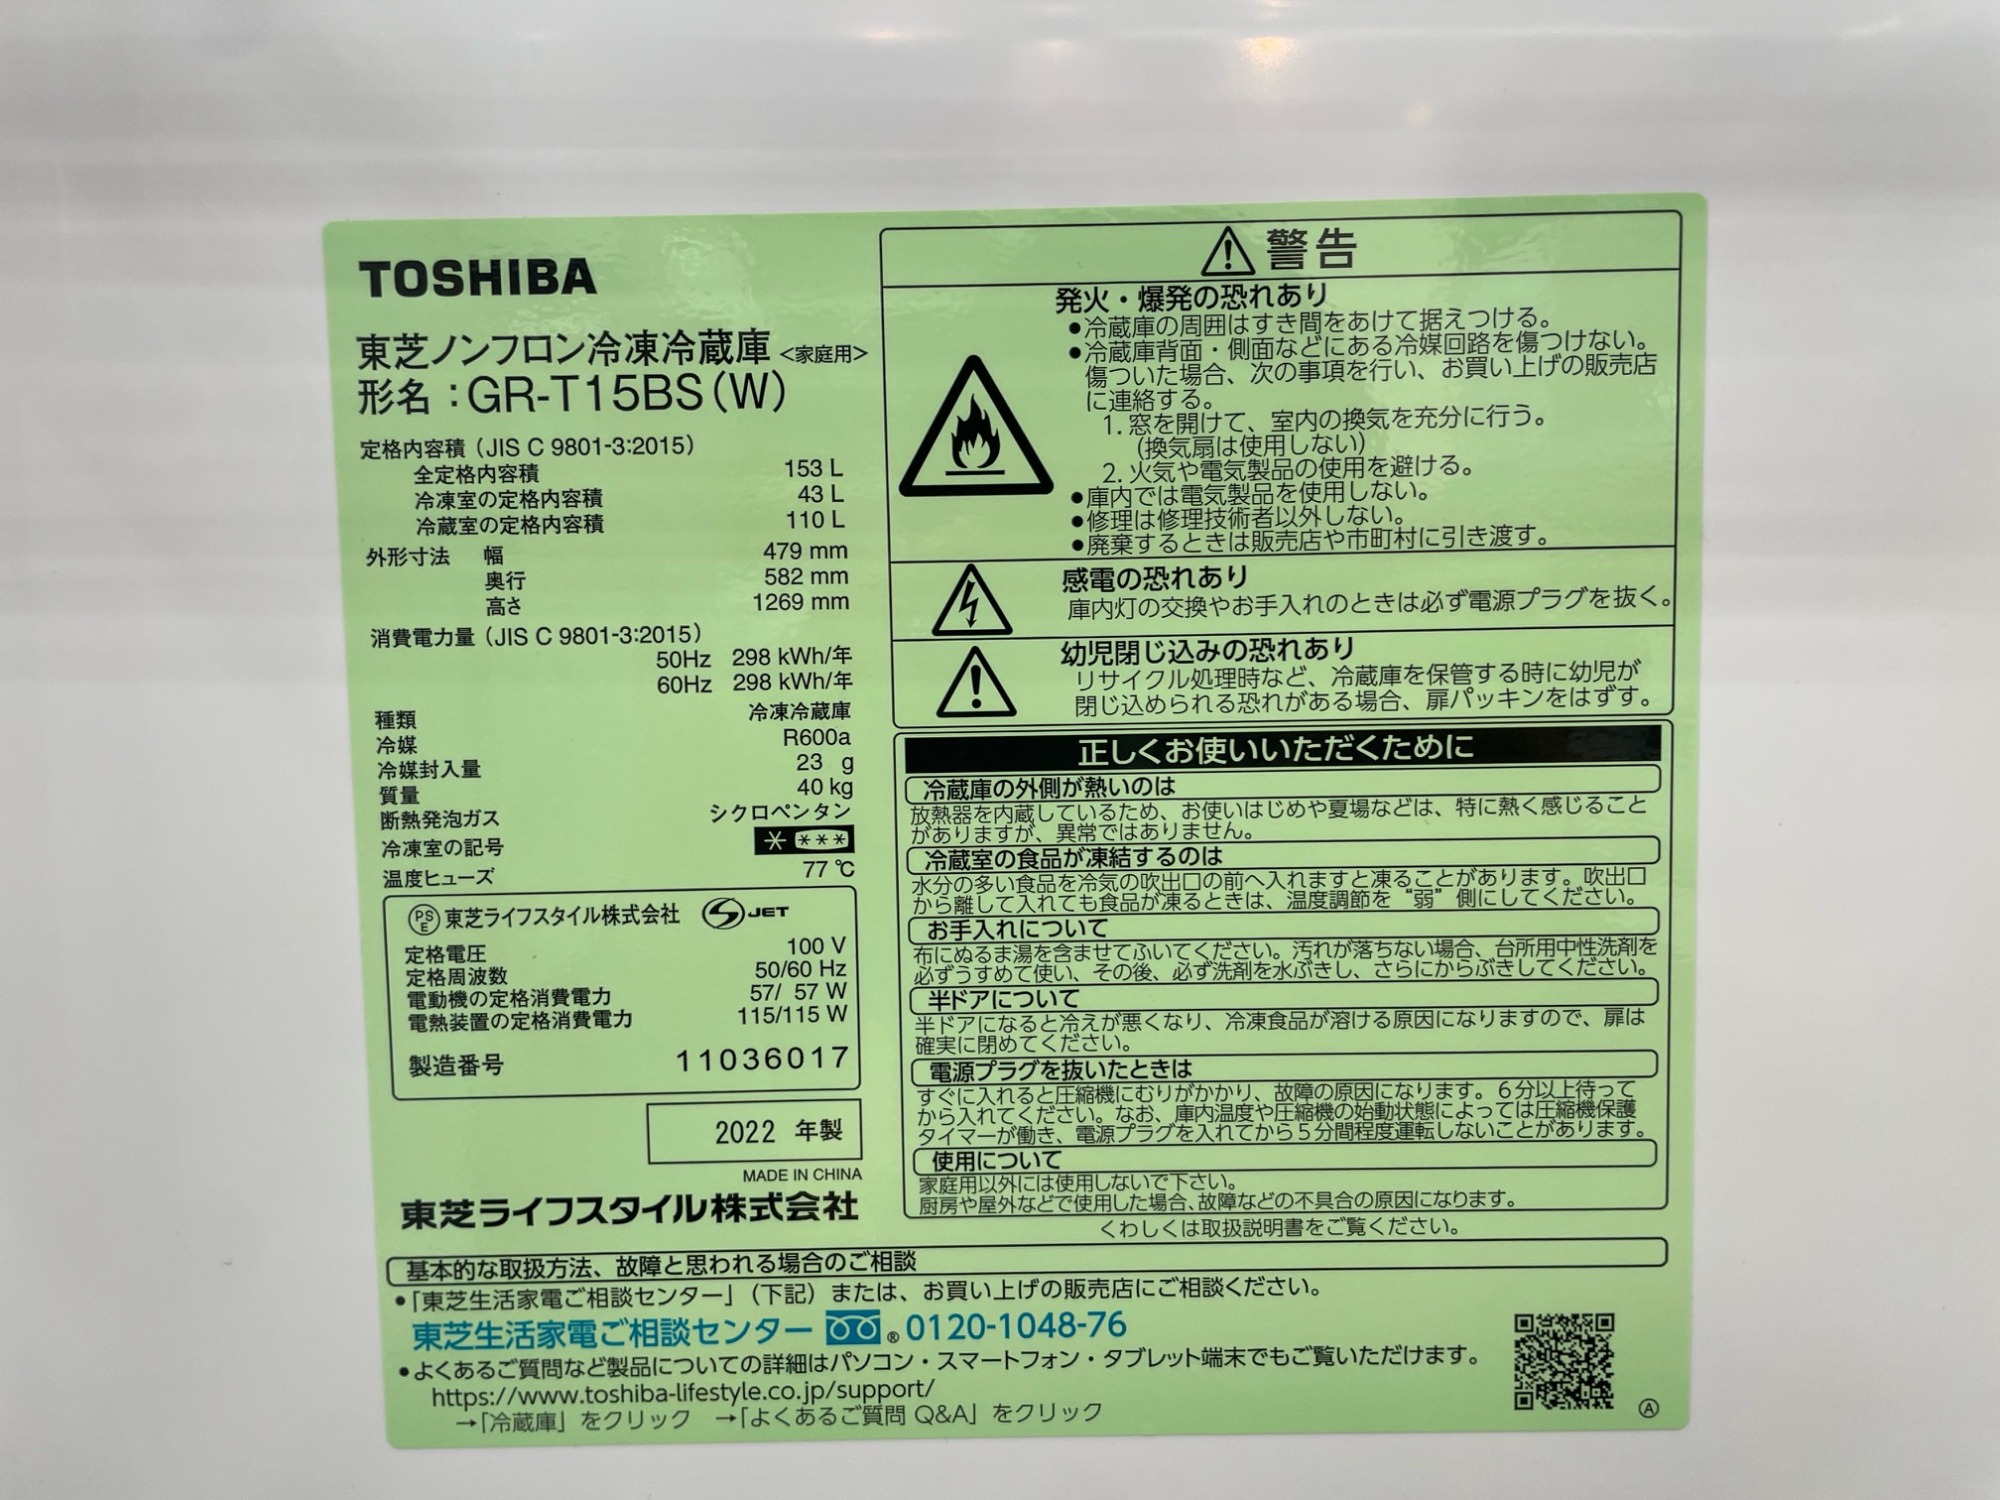 TOSHIBA
東芝ノンフロン冷凍冷蔵庫 <家庭用>
形名:GR-T15BS(W)
定格内容積 (JIS C 9801-3:2015)
全定格内容積 153 L
冷凍室の定格内容積 43 L
冷蔵室の定格内容積 110 L
外形寸法 幅 479 mm
奥行 582 mm
高さ 1269 mm
消費電力量 (JIS C 9801-3:2015)
50Hz 298 kWh/年
60Hz 298 kWh/年
種類 冷凍冷蔵庫
冷媒 R600a
冷媒封入量 23 g
質量 40 kg
断熱発泡ガス シクロペンタン
冷凍室の記号 * ***
温度ヒューズ 77 ℃
PSE 東芝ライフスタイル株式会社 S JET
定格電圧 100 V
定格周波数 50/60 Hz
電動機の定格消費電力 57/ 57 W
電熱装置の定格消費電力 115/115 W
製造番号 11036017
2022 年製
MADE IN CHINA
東芝ライフスタイル株式会社
警告
発火・爆発の恐れあり
●冷蔵庫の周囲はすき間をあけて据えつける。
●冷蔵庫背面・側面などにある冷媒回路を傷つけない。
傷ついた場合、次の事項を行い、お買い上げの販売店
に連絡する。
1. 窓を開けて、室内の換気を充分に行う。
(換気扇は使用しない)
2. 火気や電気製品の使用を避ける。
●庫内では電気製品を使用しない。
●修理は修理技術者以外しない。
●廃棄するときは販売店や市町村に引き渡す。
感電の恐れあり
庫内灯の交換やお手入れのときは必ず電源プラグを抜く。
幼児閉じ込みの恐れあり
リサイクル処理時など、冷蔵庫を保管する時に幼児が
閉じ込められる恐れがある場合、扉パッキンをはずす。
正しくお使いいただくために
冷蔵庫の外側が熱いのは
放熱器を内蔵しているため、お使いはじめや夏場などは、特に熱く感じること
がありますが、異常ではありません。
冷蔵室の食品が凍結するのは
水分の多い食品を冷気の吹出口の前へ入れますと凍ることがあります。吹出口
から離して入れても食品が凍るときは、温度調節を “弱” 側にしてください。
お手入れについて
布にぬるま湯を含ませてふいてください。汚れが落ちない場合、台所用中性洗剤を
必ずうすめて使い、その後、必ず洗剤を水ぶきし、さらにからぶきしてください。
半ドアについて
半ドアになると冷えが悪くなり、冷凍食品が溶ける原因になりますので、扉は
確実に閉めてください。
電源プラグを抜いたときは
すぐに入れると圧縮機にむりがかかり、故障の原因になります。6分以上待って
から入れてください。なお、庫内温度や圧縮機の始動状態によっては圧縮機保護
タイマーが働き、電源プラグを入れてから5分間程度運転しないことがあります。
使用について
家庭用以外には使用しないで下さい。
厨房や屋外などで使用した場合、故障などの不具合の原因になります。
くわしくは取扱説明書をご覧ください。
基本的な取扱方法、故障と思われる場合のご相談
●「東芝生活家電ご相談センター」(下記)または、お買い上げの販売店にご相談ください。
東芝生活家電ご相談センター ® 0120-1048-76
●よくあるご質問など製品についての詳細はパソコン・スマートフォン・タブレット端末でもご覧いただけます。
https://www.toshiba-lifestyle.co.jp/support/
→「冷蔵庫」をクリック →「よくあるご質問 Q&A」をクリック
Ⓐ